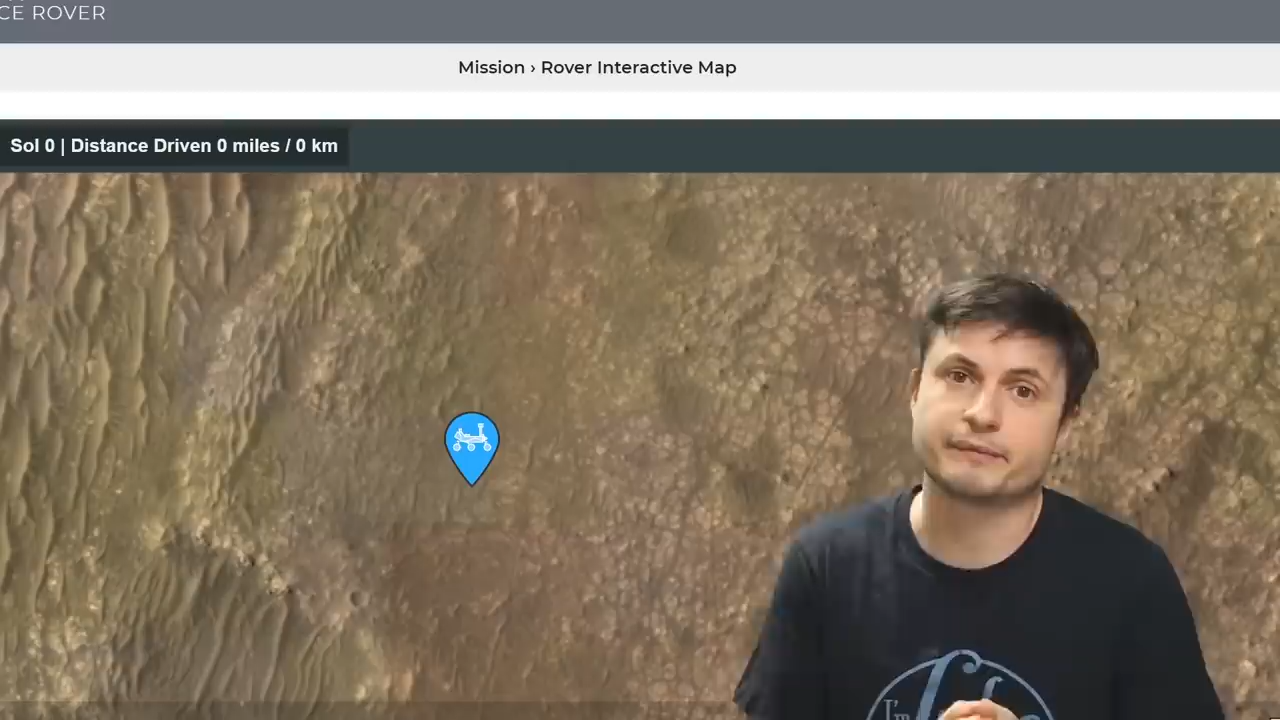 CE ROVER
Mission › Rover Interactive Map
Sol 0 | Distance Driven 0 miles / 0 km
I'm